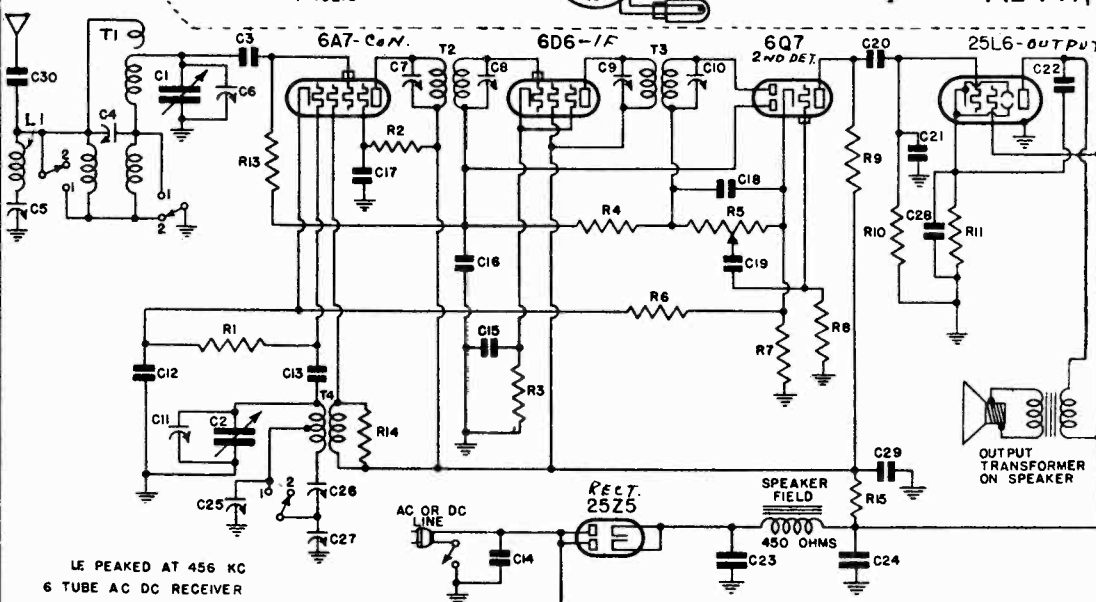 6A7-CON.
6D6-IF
6Q7
2ND DET.
25L6-OUTPUT
T1
C3
T2
T3
C20
C22
C30
C1
C6
C7
C8
C9
C10
L1
C4
2
1
1
2
C5
R13
R2
C17
C18
R4
R5
C19
R9
C21
R10
C28
R11
C16
R6
R1
C15
R7
R8
C12
C13
R3
T4
C11
C2
R14
C25
1
2
C26
C27
C29
R15
OUTPUT
TRANSFORMER
ON SPEAKER
AC OR DC
LINE
RECT.
25Z5
SPEAKER
FIELD
450 OHMS
C14
C23
C24
I.F. PEAKED AT 456 KC
6 TUBE AC DC RECEIVER